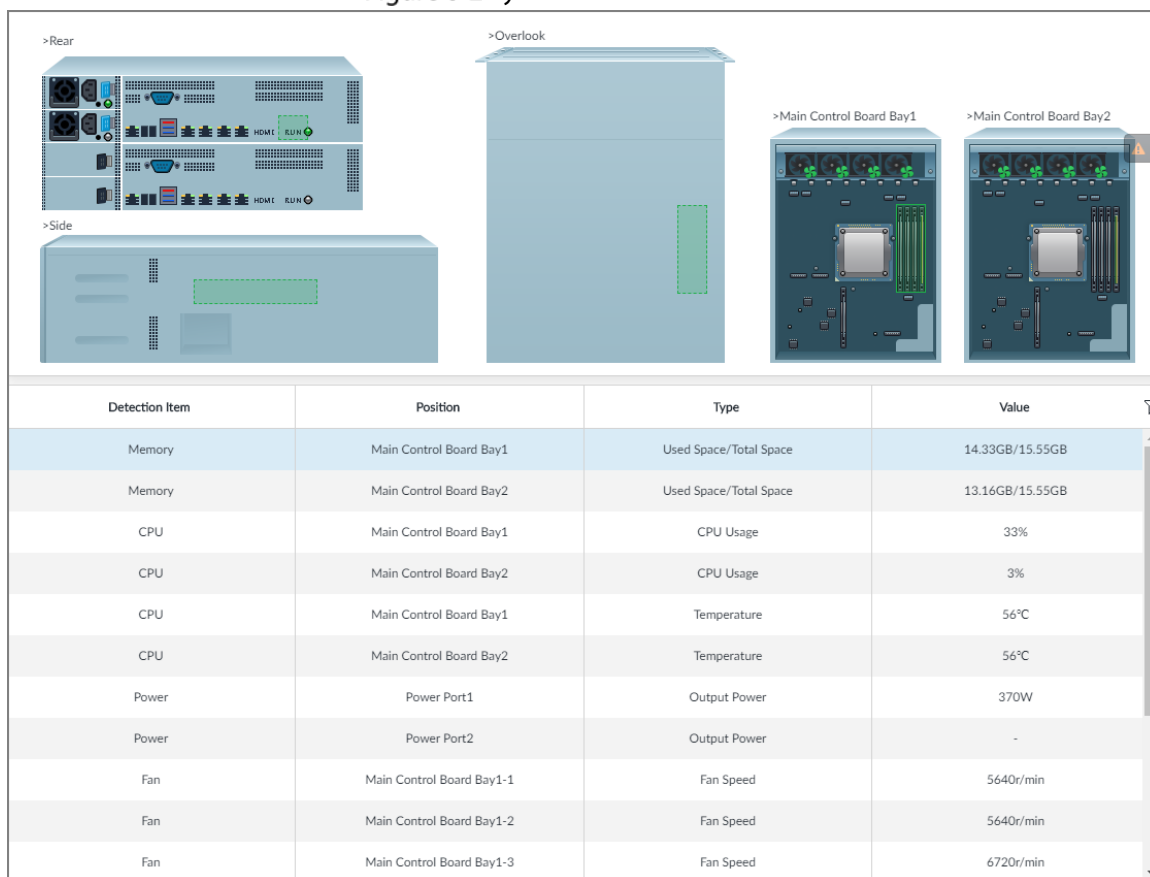 >Rear
>Overlook
>Main Control Board Bay1
>Main Control Board Bay2
HDMI RUN
HDMI RUN
>Side
Detection Item Position Type Value
Memory Main Control Board Bay1 Used Space/Total Space 14.33GB/15.55GB
Memory Main Control Board Bay2 Used Space/Total Space 13.16GB/15.55GB
CPU Main Control Board Bay1 CPU Usage 33%
CPU Main Control Board Bay2 CPU Usage 3%
CPU Main Control Board Bay1 Temperature 56℃
CPU Main Control Board Bay2 Temperature 56℃
Power Power Port1 Output Power 370W
Power Power Port2 Output Power -
Fan Main Control Board Bay1-1 Fan Speed 5640r/min
Fan Main Control Board Bay1-2 Fan Speed 5640r/min
Fan Main Control Board Bay1-3 Fan Speed 6720r/min